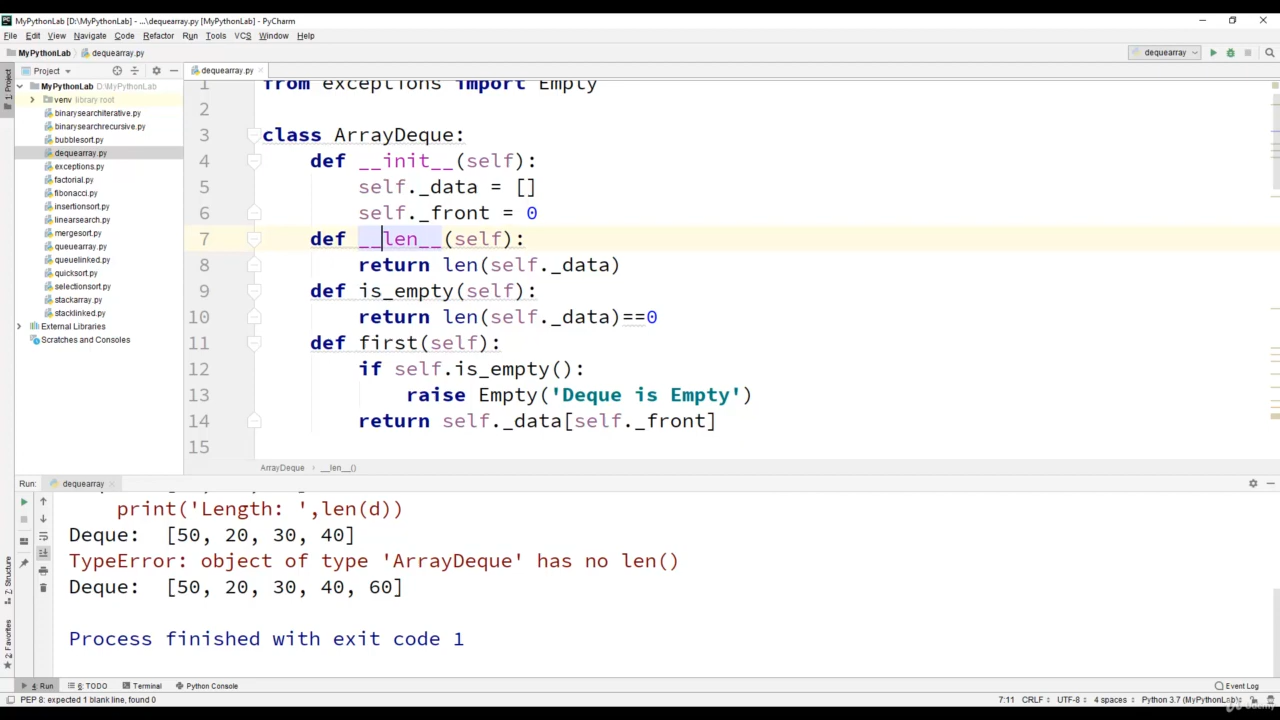 MyPythonLab [D:\MyPythonLab] - ...\dequearray.py [MyPythonLab] - PyCharm
File Edit View Navigate Code Refactor Run Tools VCS Window Help
MyPythonLab dequearray.py dequearray
Project dequearray.py
1: Project
MyPythonLab D:\MyPythonLab
venv library root
binarysearchiterative.py
binarysearchrecursive.py
bubblesort.py
dequearray.py
exceptions.py
factorial.py
fibonacci.py
insertionsort.py
linearsearch.py
mergesort.py
queuearray.py
queuelinked.py
quicksort.py
selectionsort.py
stackarray.py
stacklinked.py
External Libraries
Scratches and Consoles
1 from exceptions import Empty
2
3 class ArrayDeque:
4 def __init__(self):
5 self._data = []
6 self._front = 0
7 def __len__(self):
8 return len(self._data)
9 def is_empty(self):
10 return len(self._data)==0
11 def first(self):
12 if self.is_empty():
13 raise Empty('Deque is Empty')
14 return self._data[self._front]
15
ArrayDeque __len__()
Run: dequearray
print('Length: ',len(d))
Deque: [50, 20, 30, 40]
TypeError: object of type 'ArrayDeque' has no len()
Deque: [50, 20, 30, 40, 60]
Process finished with exit code 1
7: Structure
2: Favorites
4: Run 6: TODO Terminal Python Console Event Log
PEP 8: expected 1 blank line, found 0 7:11 CRLF UTF-8 4 spaces Python 3.7 (MyPythonLab)